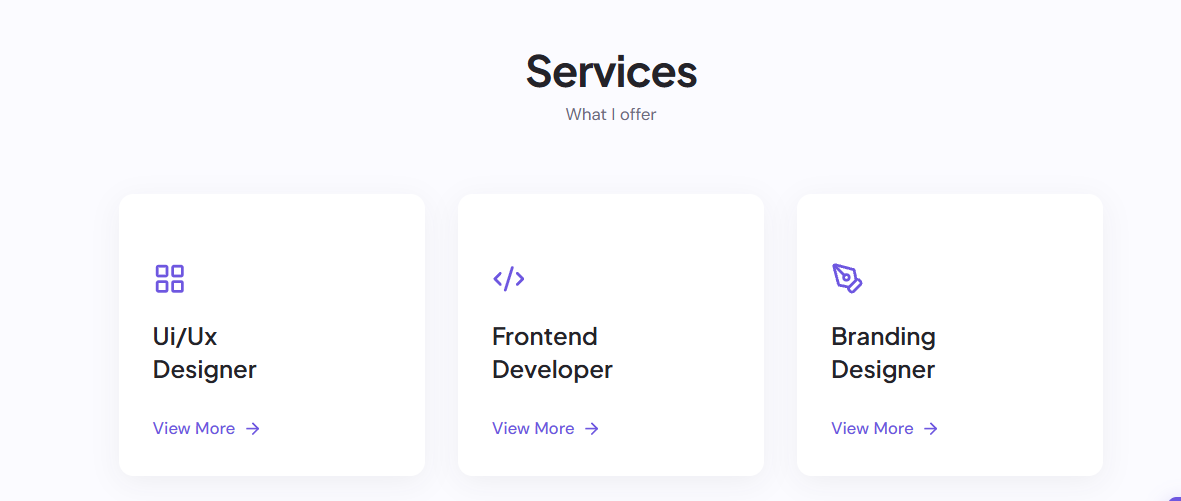 Services
What I offer
Ui/Ux
Designer
View More
Frontend
Developer
View More
Branding
Designer
View More